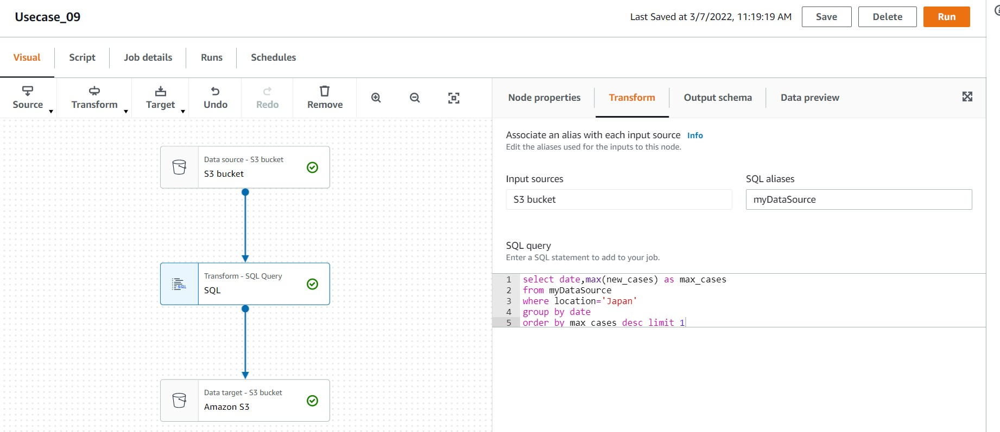 Usecase_09
Last Saved at 3/7/2022, 11:19:19 AM
Save
Delete
Run
Visual
Script
Job details
Runs
Schedules
Source
Transform
Target
Undo
Redo
Remove
Data source - S3 bucket
S3 bucket
Transform - SQL Query
SQL
SQL
Data target - S3 bucket
Amazon S3
Node properties
Transform
Output schema
Data preview
Associate an alias with each input source Info
Edit the aliases used for the inputs to this node.
Input sources
SQL aliases
S3 bucket
myDataSource
SQL query
Enter a SQL statement to add to your job.
1 select date,max(new_cases) as max_cases
2 from myDataSource
3 where location='Japan'
4 group by date
5 order by max_cases desc limit 1